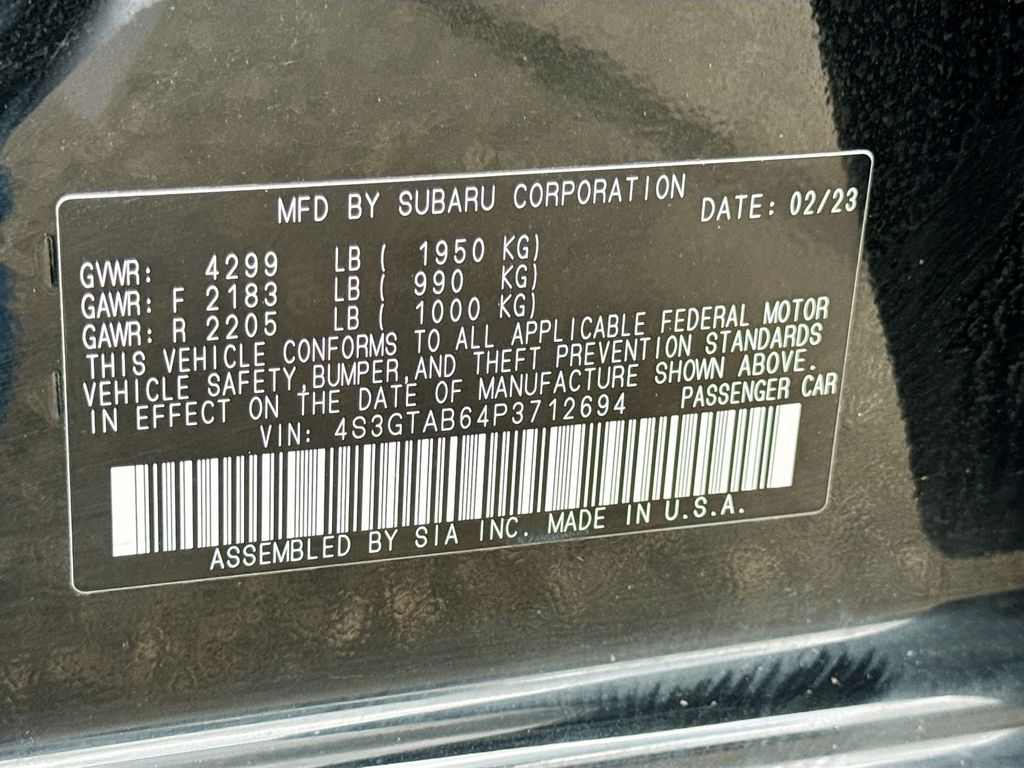 MFD BY SUBARU CORPORATION DATE: 02/23
GVWR: 4299 LB ( 1950 KG)
GAWR: F 2183 LB ( 990 KG)
GAWR: R 2205 LB ( 1000 KG)
THIS VEHICLE CONFORMS TO ALL APPLICABLE FEDERAL MOTOR
VEHICLE SAFETY,BUMPER,AND THEFT PREVENTION STANDARDS
IN EFFECT ON THE DATE OF MANUFACTURE SHOWN ABOVE.
VIN: 4S3GTAB64P3712694 PASSENGER CAR
ASSEMBLED BY SIA INC. MADE IN U.S.A.